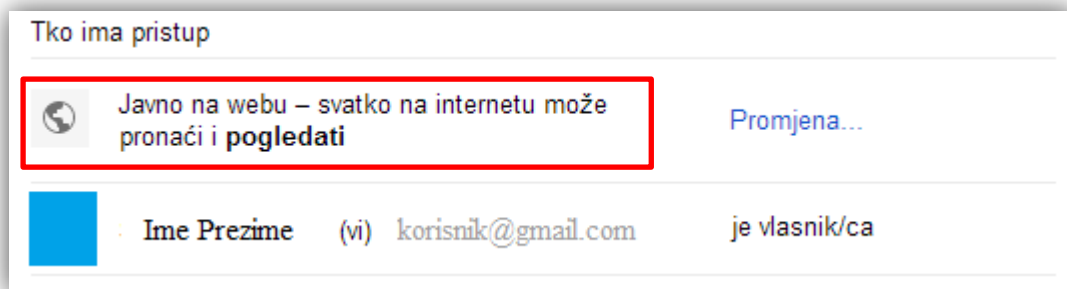 Tko ima pristup
Javno na webu – svatko na internetu može
pronaći i pogledati
Promjena...
Ime Prezime (vi) korisnik@gmail.com je vlasnik/ca